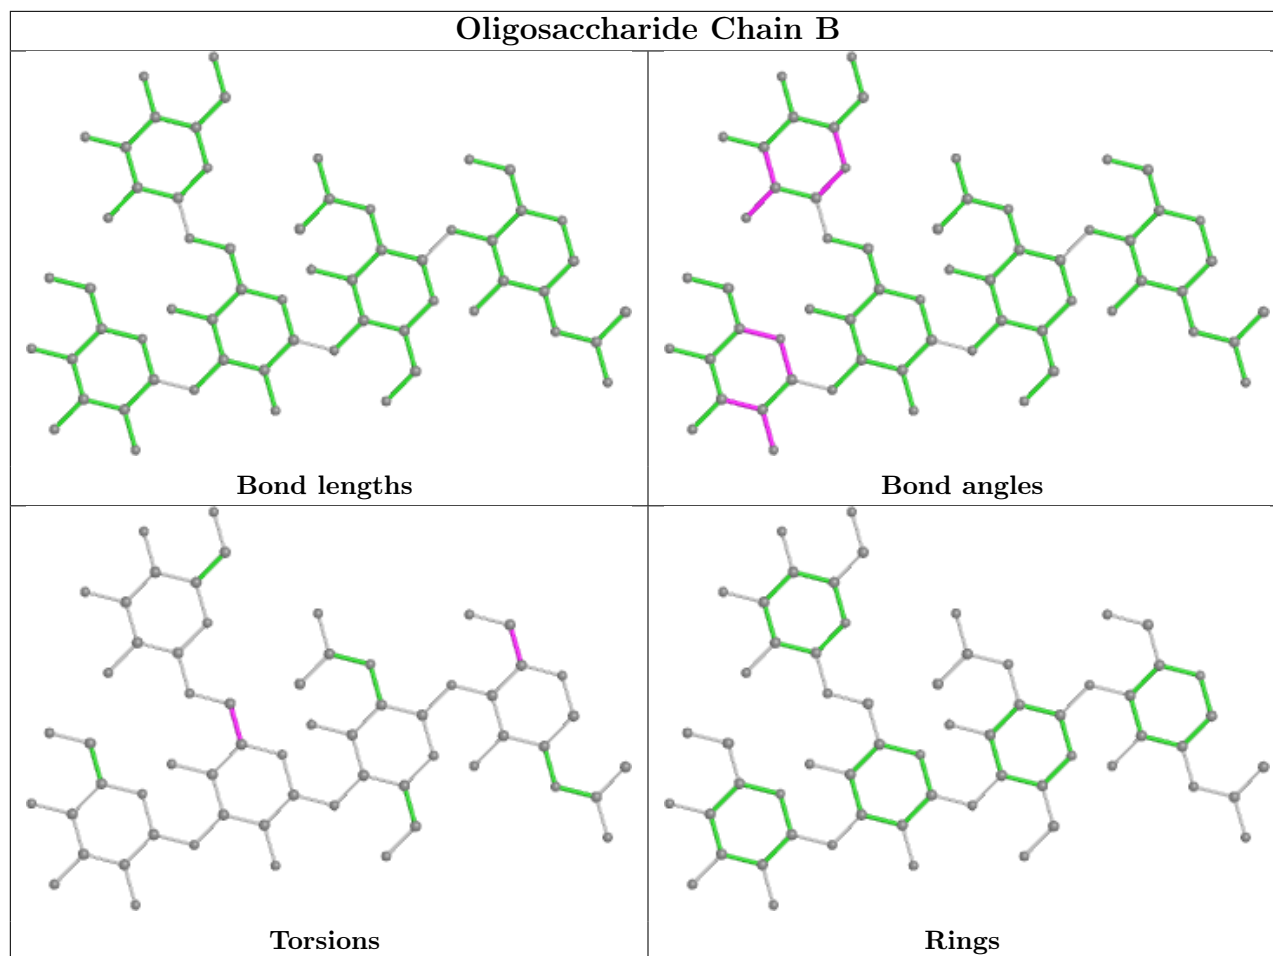 Oligosaccharide Chain B
Bond lengths
Bond angles
Torsions
Rings